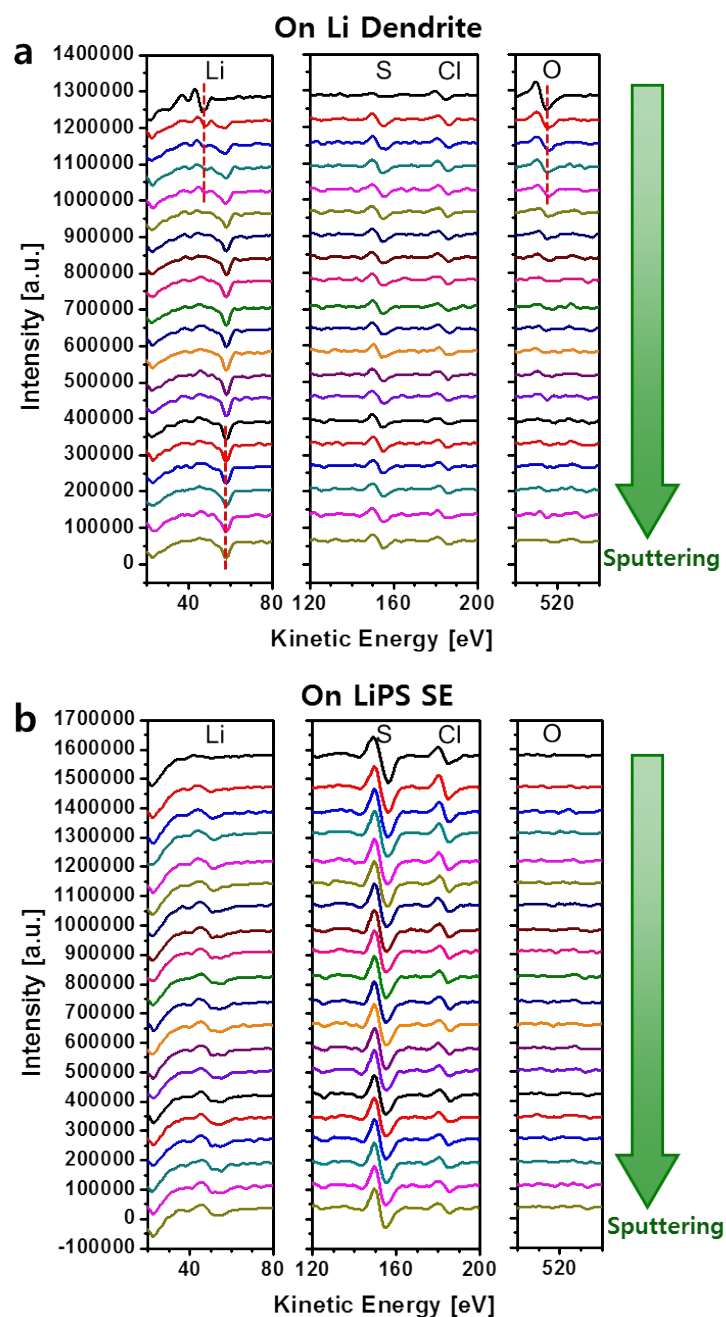 On Li Dendrite
a
1400000
1300000
1200000
1100000
1000000
900000
800000
700000
600000
500000
400000
300000
200000
100000
0
Intensity [a.u.]
Li
S Cl
O
40 80
120 160 200
520
Kinetic Energy [eV]
Sputtering
On LiPS SE
b
1700000
1600000
1500000
1400000
1300000
1200000
1100000
1000000
900000
800000
700000
600000
500000
400000
300000
200000
100000
0
-100000
Intensity [a.u.]
Li
S Cl
O
40 80
120 160 200
520
Kinetic Energy [eV]
Sputtering